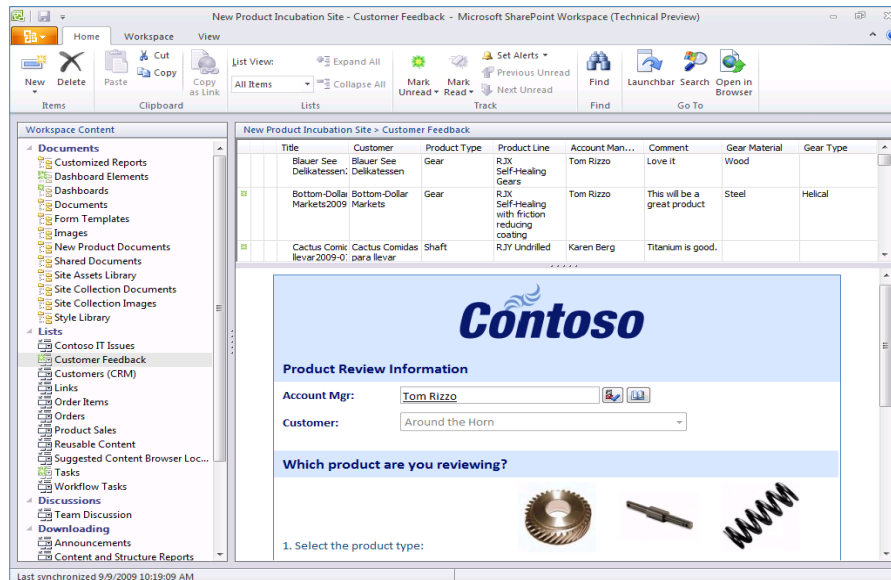 New Product Incubation Site - Customer Feedback - Microsoft SharePoint Workspace (Technical Preview)
Home Workspace View
New
Delete
Items
Paste
Cut
Copy
Copy as Link
Clipboard
List View:
All Items
Expand All
Collapse All
Lists
Mark Unread
Mark Read
Set Alerts
Previous Unread
Next Unread
Track
Find
Find
Launchbar Search Open in Browser
Go To
Workspace Content
Documents
Customized Reports
Dashboard Elements
Dashboards
Documents
Form Templates
Images
New Product Documents
Shared Documents
Site Assets Library
Site Collection Documents
Site Collection Images
Style Library
Lists
Contoso IT Issues
Customer Feedback
Customers (CRM)
Links
Order Items
Orders
Product Sales
Reusable Content
Suggested Content Browser Loc...
Tasks
Workflow Tasks
Discussions
Team Discussion
Downloading
Announcements
Content and Structure Reports
New Product Incubation Site > Customer Feedback
Title Customer Product Type Product Line Account Man... Comment Gear Material Gear Type
Blauer See Blauer See Gear RJX Tom Rizzo Love it Wood
Delikatessen Self-Healing
Gears
Bottom-Dollar Bottom-Dollar Gear RJX Tom Rizzo This will be a Steel Helical
Markets2009 Markets Self-Healing great product
with friction
reducing
coating
Cactus Comic Cactus Comidas Shaft RJY Undrilled Karen Berg Titanium is good.
llevar2009-0 para llevar
Contoso
Product Review Information
Account Mgr: Tom Rizzo
Customer: Around the Horn
Which product are you reviewing?
1. Select the product type:
Last synchronized 9/9/2009 10:19:09 AM